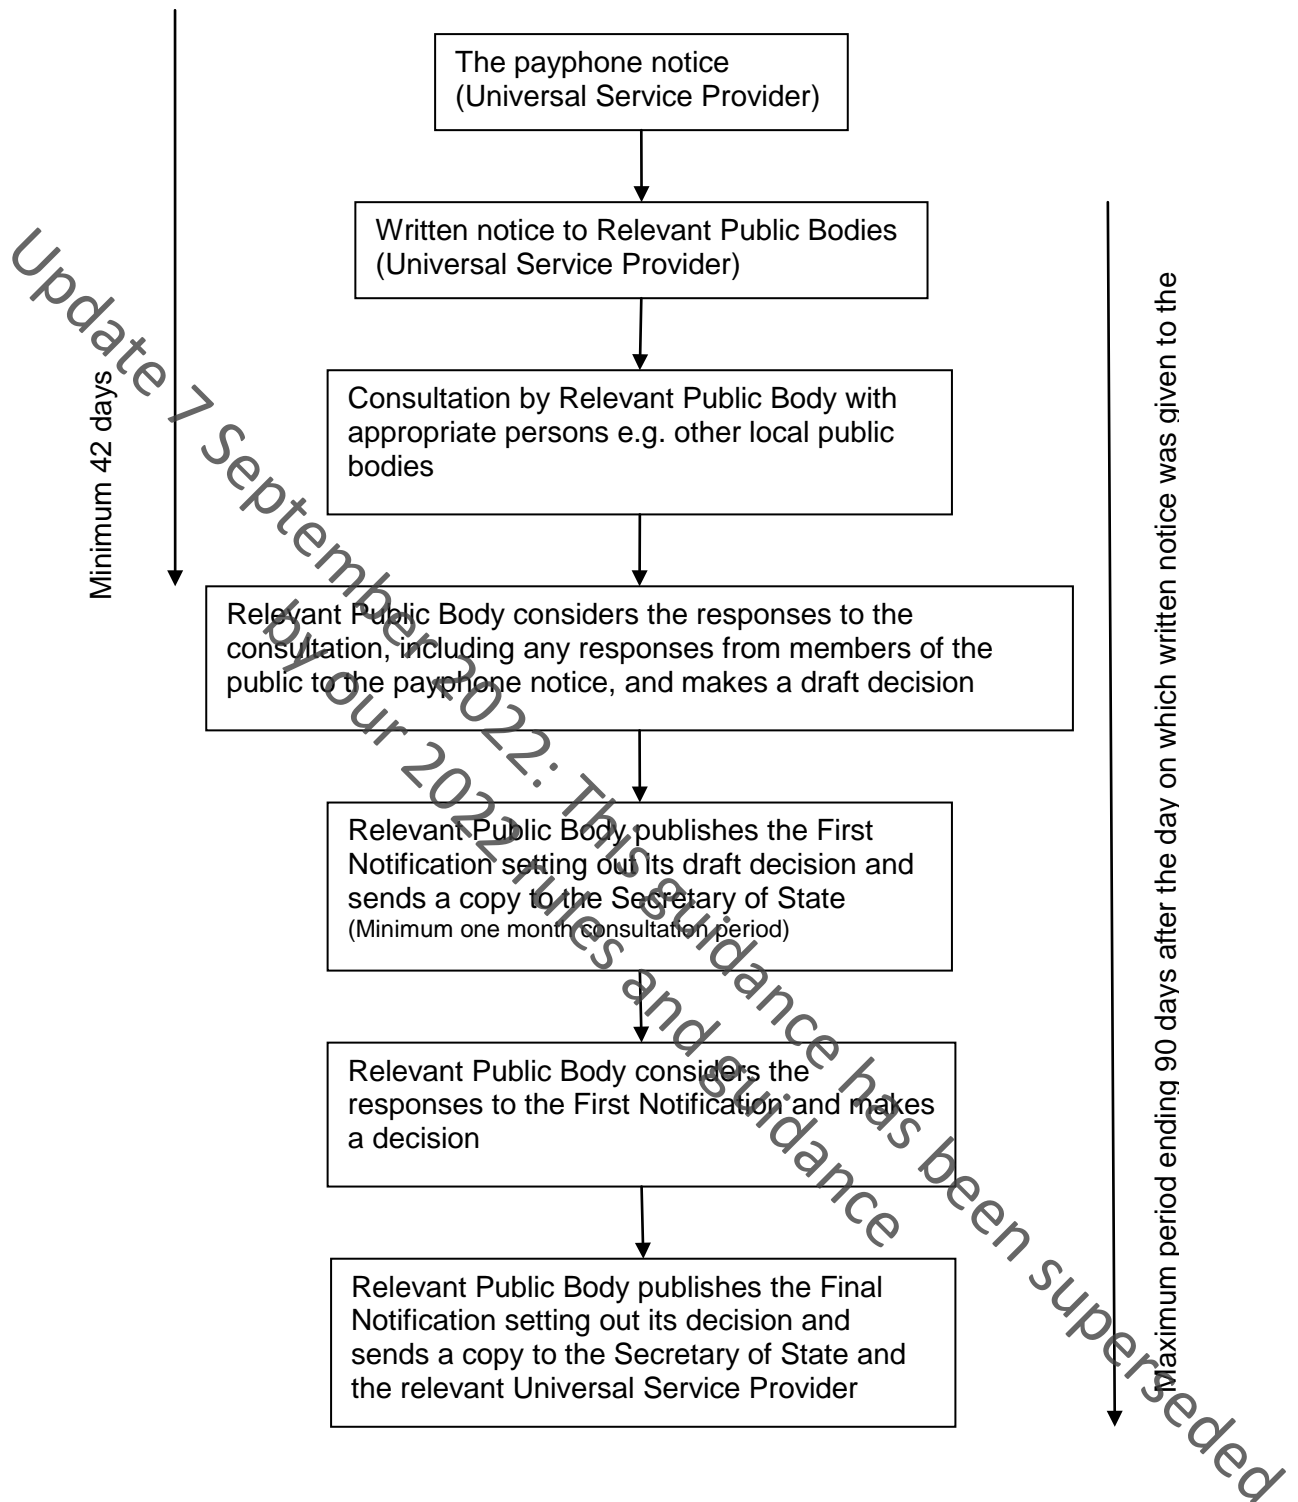 The payphone notice
(Universal Service Provider)
Written notice to Relevant Public Bodies
(Universal Service Provider)
Consultation by Relevant Public Body with
appropriate persons e.g. other local public
bodies
Relevant Public Body considers the responses to the
consultation, including any responses from members of the
public to the payphone notice, and makes a draft decision
Relevant Public Body publishes the First
Notification setting out its draft decision and
sends a copy to the Secretary of State
(Minimum one month consultation period)
Relevant Public Body considers the
responses to the First Notification and makes
a decision
Relevant Public Body publishes the Final
Notification setting out its decision and
sends a copy to the Secretary of State and
the relevant Universal Service Provider
Minimum 42 days
Maximum period ending 90 days after the day on which written notice was given to the
Update 7 September 2022: This guidance has been superseded
by our 2022 rules and guidance